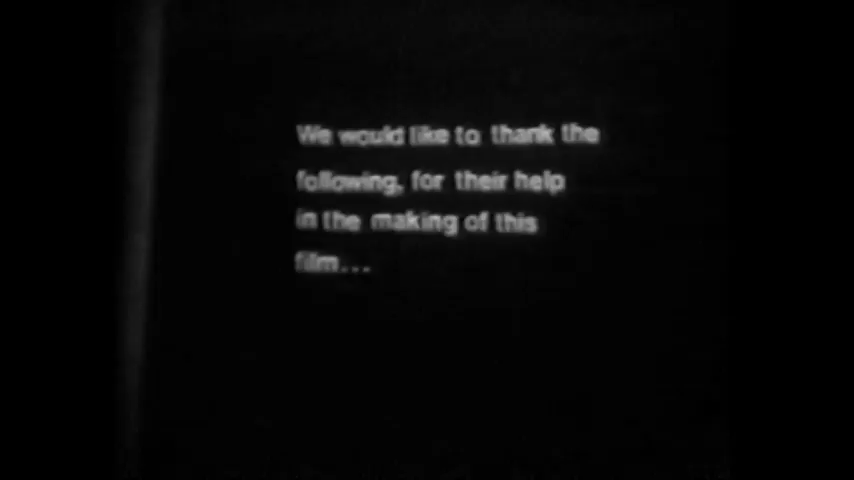 We would like to thank the
following, for their help
in the making of this
film...